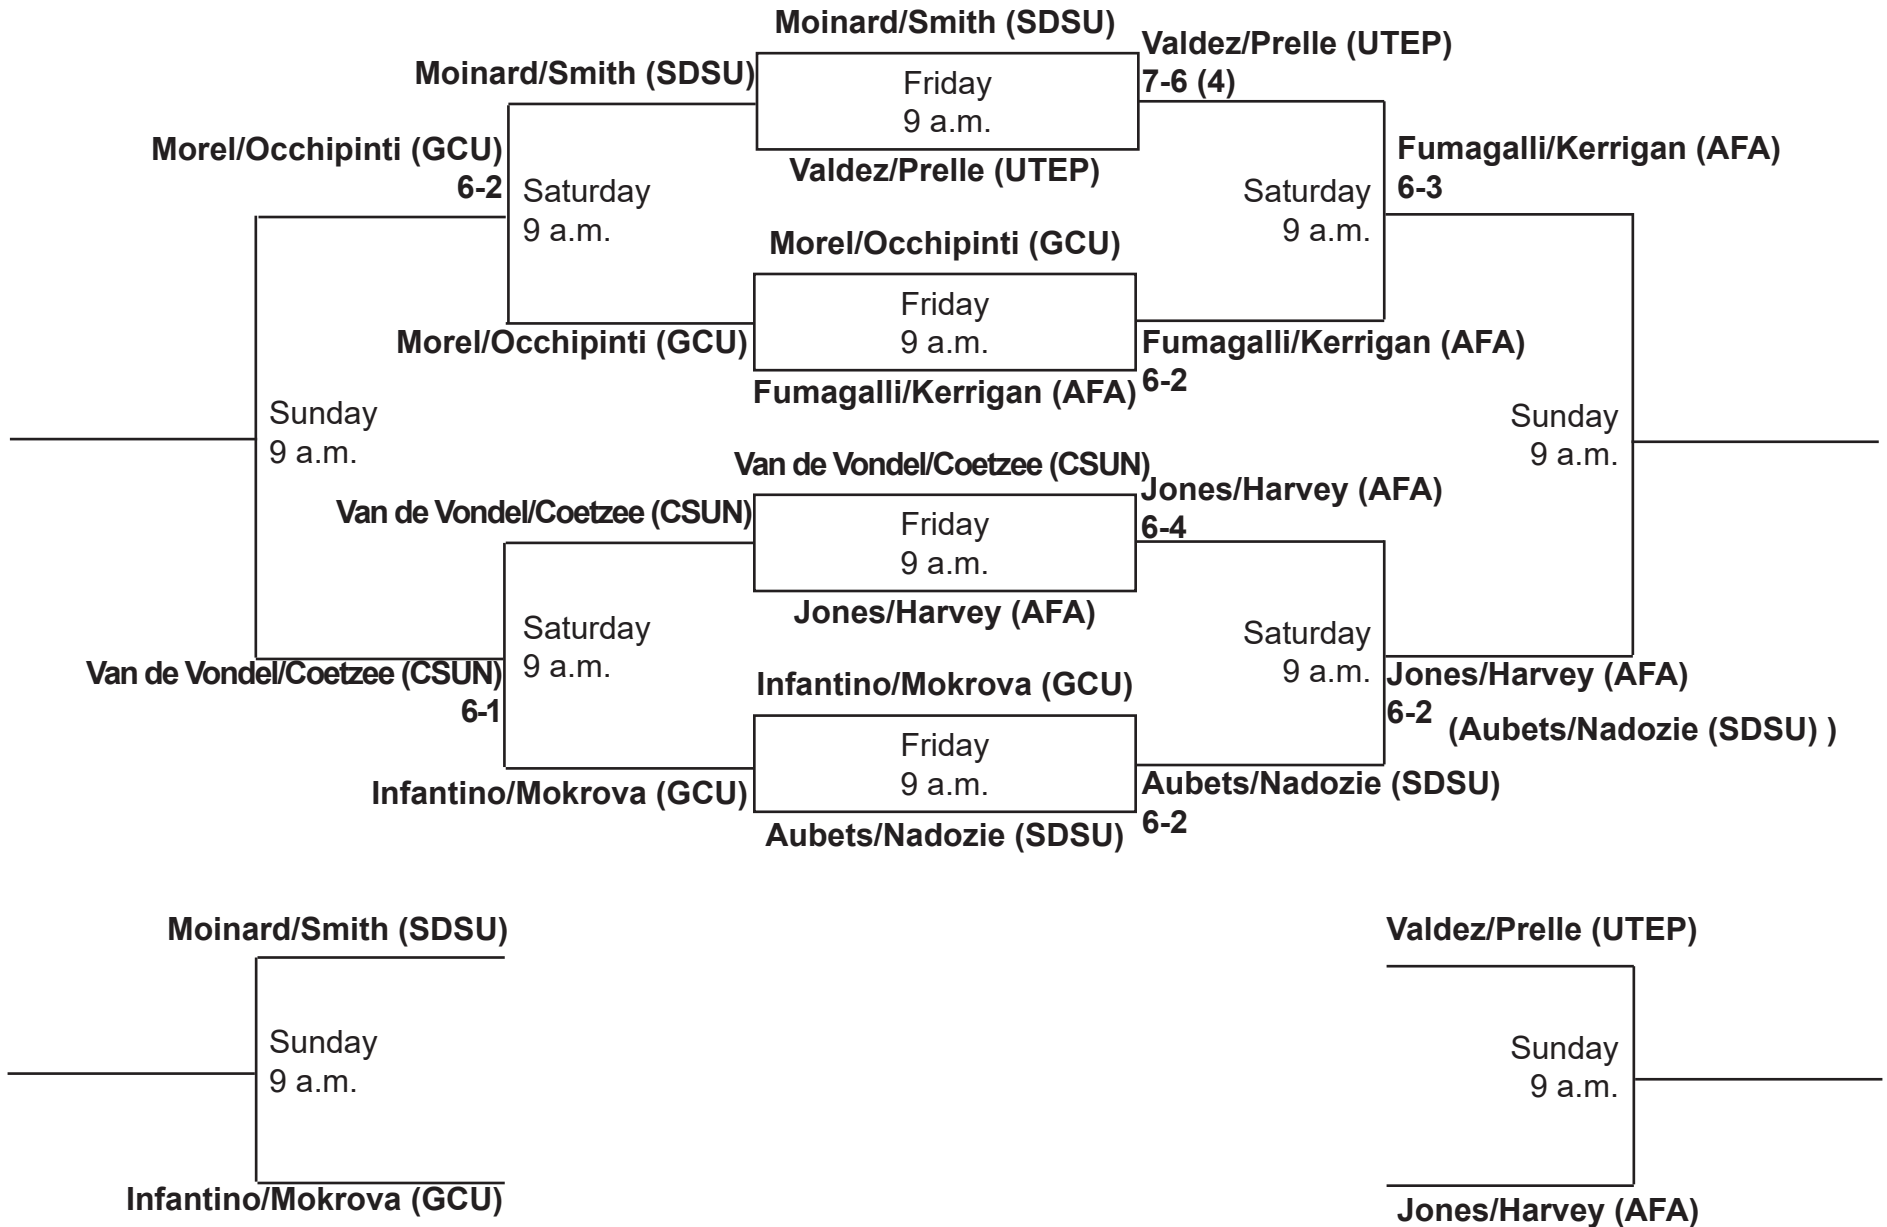 Moinard/Smith (SDSU)
Valdez/Prelle (UTEP)
7-6 (4)
Moinard/Smith (SDSU)
Friday
9 a.m.
Morel/Occhipinti (GCU)
6-2
Valdez/Prelle (UTEP)
Fumagalli/Kerrigan (AFA)
6-3
Saturday
9 a.m.
Saturday
9 a.m.
Morel/Occhipinti (GCU)
Friday
9 a.m.
Morel/Occhipinti (GCU)
Fumagalli/Kerrigan (AFA)
6-2
Fumagalli/Kerrigan (AFA)
Sunday
9 a.m.
Sunday
9 a.m.
Van de Vondel/Coetzee (CSUN)
Jones/Harvey (AFA)
6-4
Van de Vondel/Coetzee (CSUN)
Friday
9 a.m.
Jones/Harvey (AFA)
Saturday
9 a.m.
Saturday
9 a.m.
Van de Vondel/Coetzee (CSUN)
6-1
Infantino/Mokrova (GCU)
Jones/Harvey (AFA)
6-2
(Aubets/Nadozie (SDSU) )
Friday
9 a.m.
Infantino/Mokrova (GCU)
Aubets/Nadozie (SDSU)
6-2
Aubets/Nadozie (SDSU)
Moinard/Smith (SDSU)
Valdez/Prelle (UTEP)
Sunday
9 a.m.
Sunday
9 a.m.
Infantino/Mokrova (GCU)
Jones/Harvey (AFA)